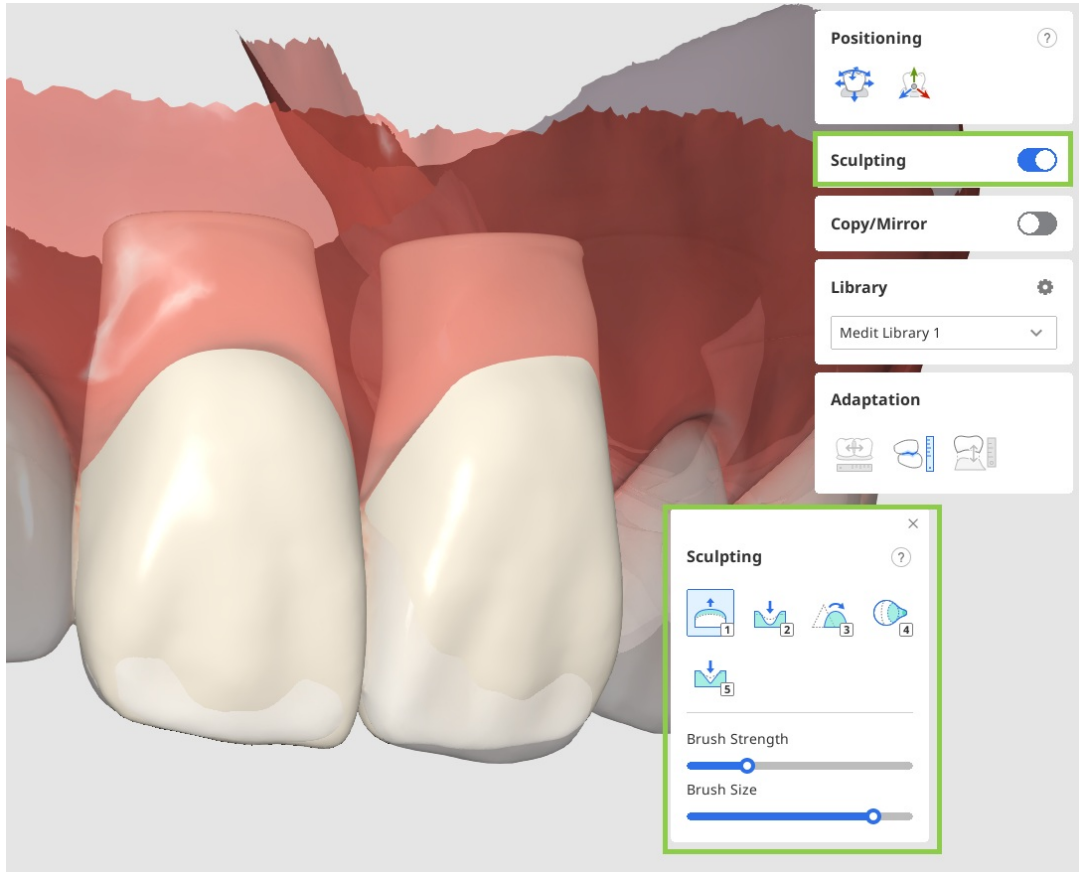 Positioning
?
Sculpting
Copy/Mirror
Library
Medit Library 1
Adaptation
Sculpting
?
1 2 3 4
5
Brush Strength
Brush Size